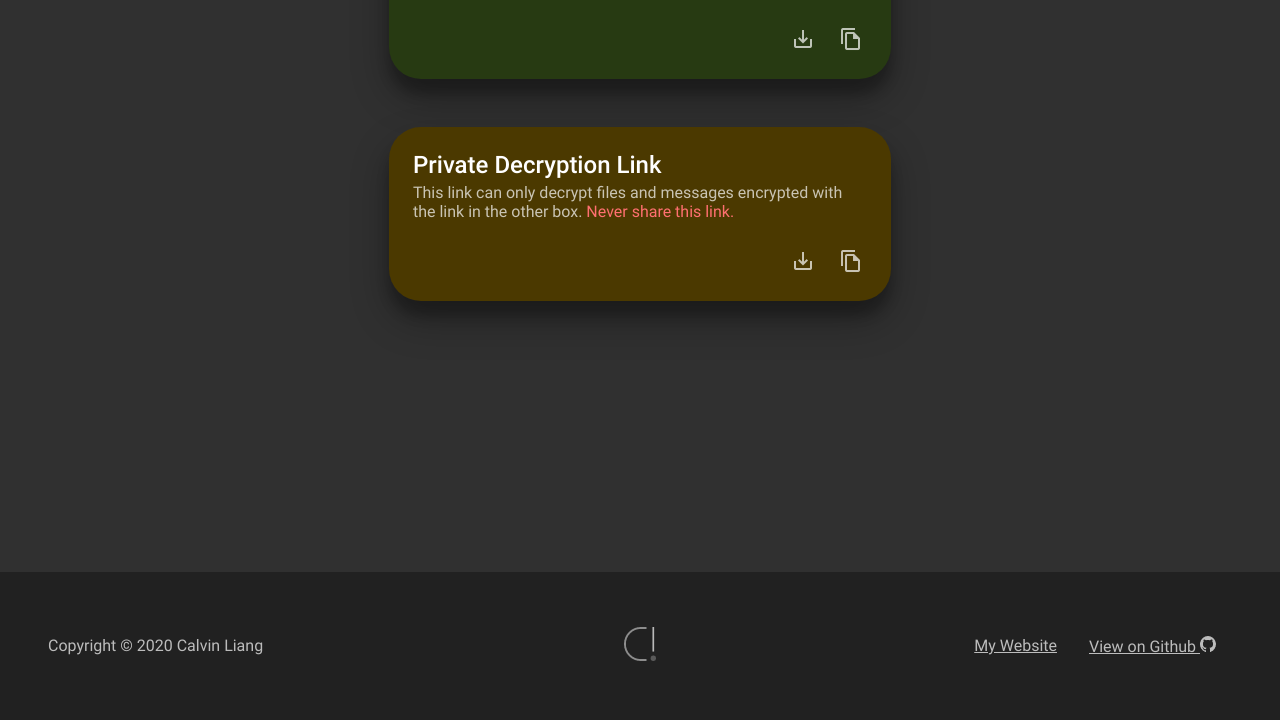 Private Decryption Link
This link can only decrypt files and messages encrypted with
the link in the other box. Never share this link.
Copyright © 2020 Calvin Liang
My Website
View on Github